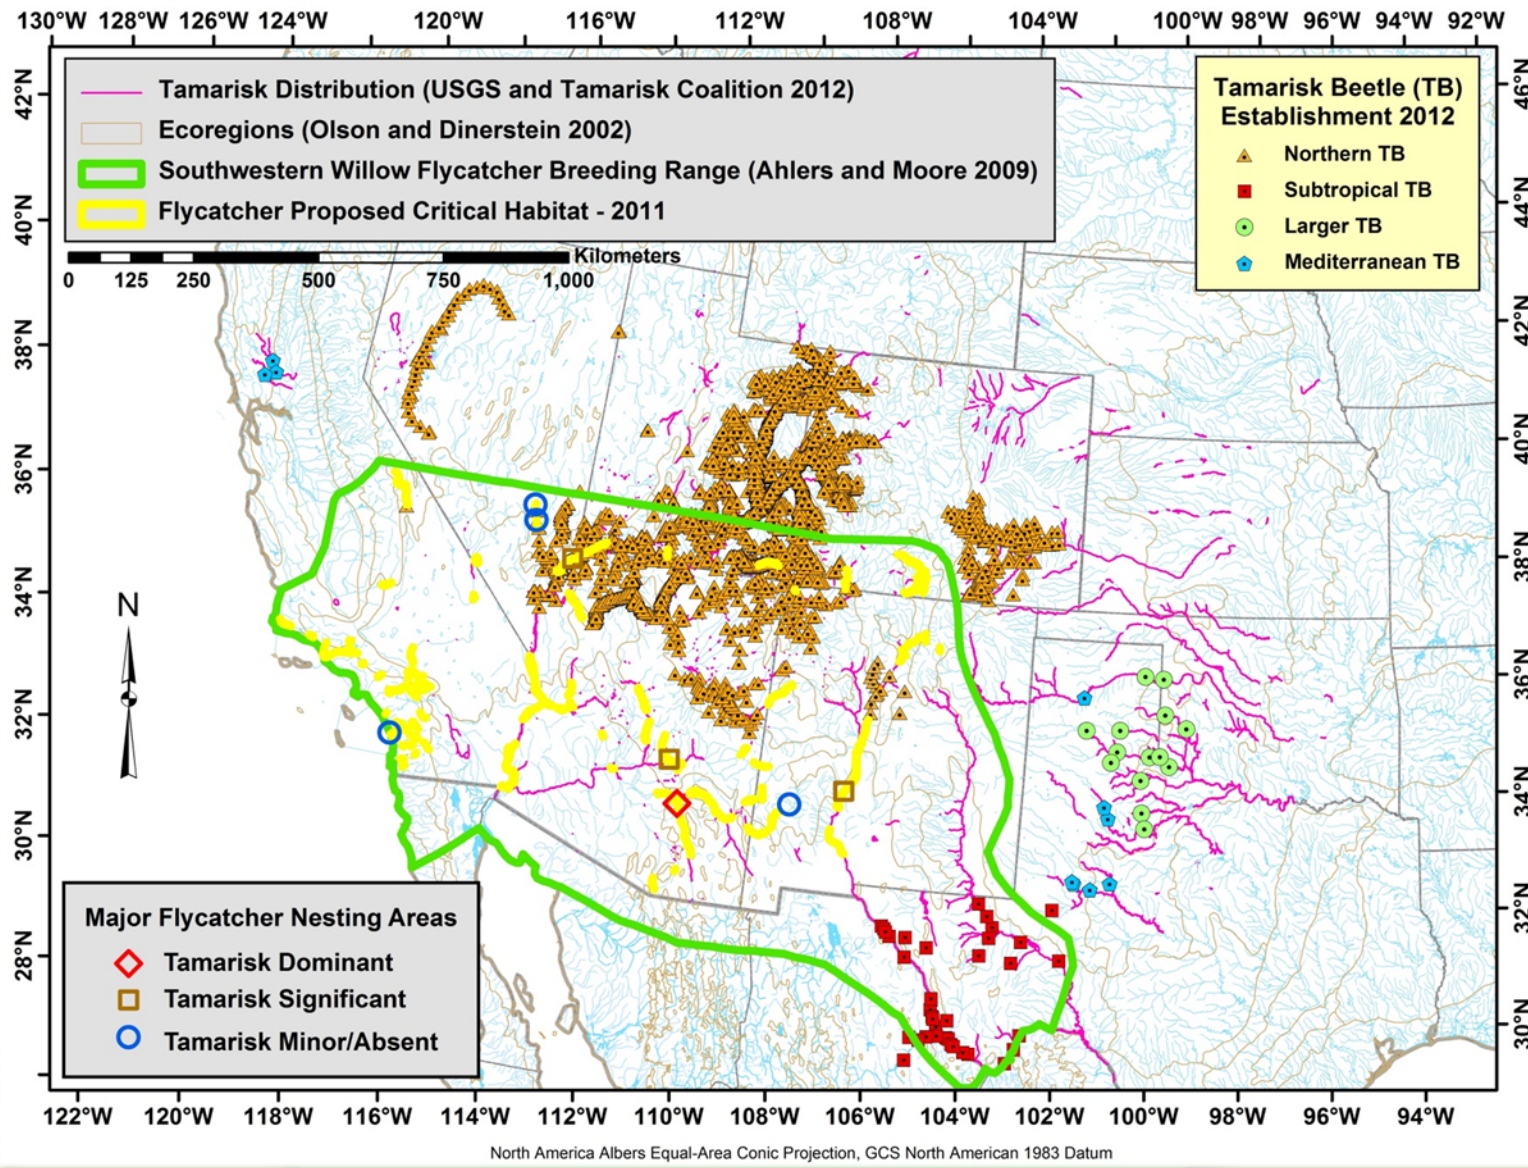 130°W 128°W 124°W 120°W 116°W 112°W 108°W 104°W 100°W 98°W 96°W 94°W 92°W
Tamarisk Distribution (USGS and Tamarisk Coalition 2012)
Ecoregions (Olson and Dinerstein 2002)
Southwestern Willow Flycatcher Breeding Range (Ahlers and Moore 2009)
Flycatcher Proposed Critical Habitat - 2011
Tamarisk Beetle (TB)
Establishment 2012
Northern TB
Subtropical TB
Larger TB
Mediterranean TB
Kilometers
0 125 250 500 750 1,000
42°N
40°N
38°N
36°N
34°N
32°N
30°N
28°N
46°N
44°N
42°N
40°N
38°N
36°N
34°N
32°N
30°N
N
Major Flycatcher Nesting Areas
Tamarisk Dominant
Tamarisk Significant
Tamarisk Minor/Absent
122°W 120°W 118°W 116°W 114°W 112°W 110°W 108°W 106°W 104°W 102°W 100°W 98°W 96°W 94°W
North America Albers Equal-Area Conic Projection, GCS North American 1983 Datum